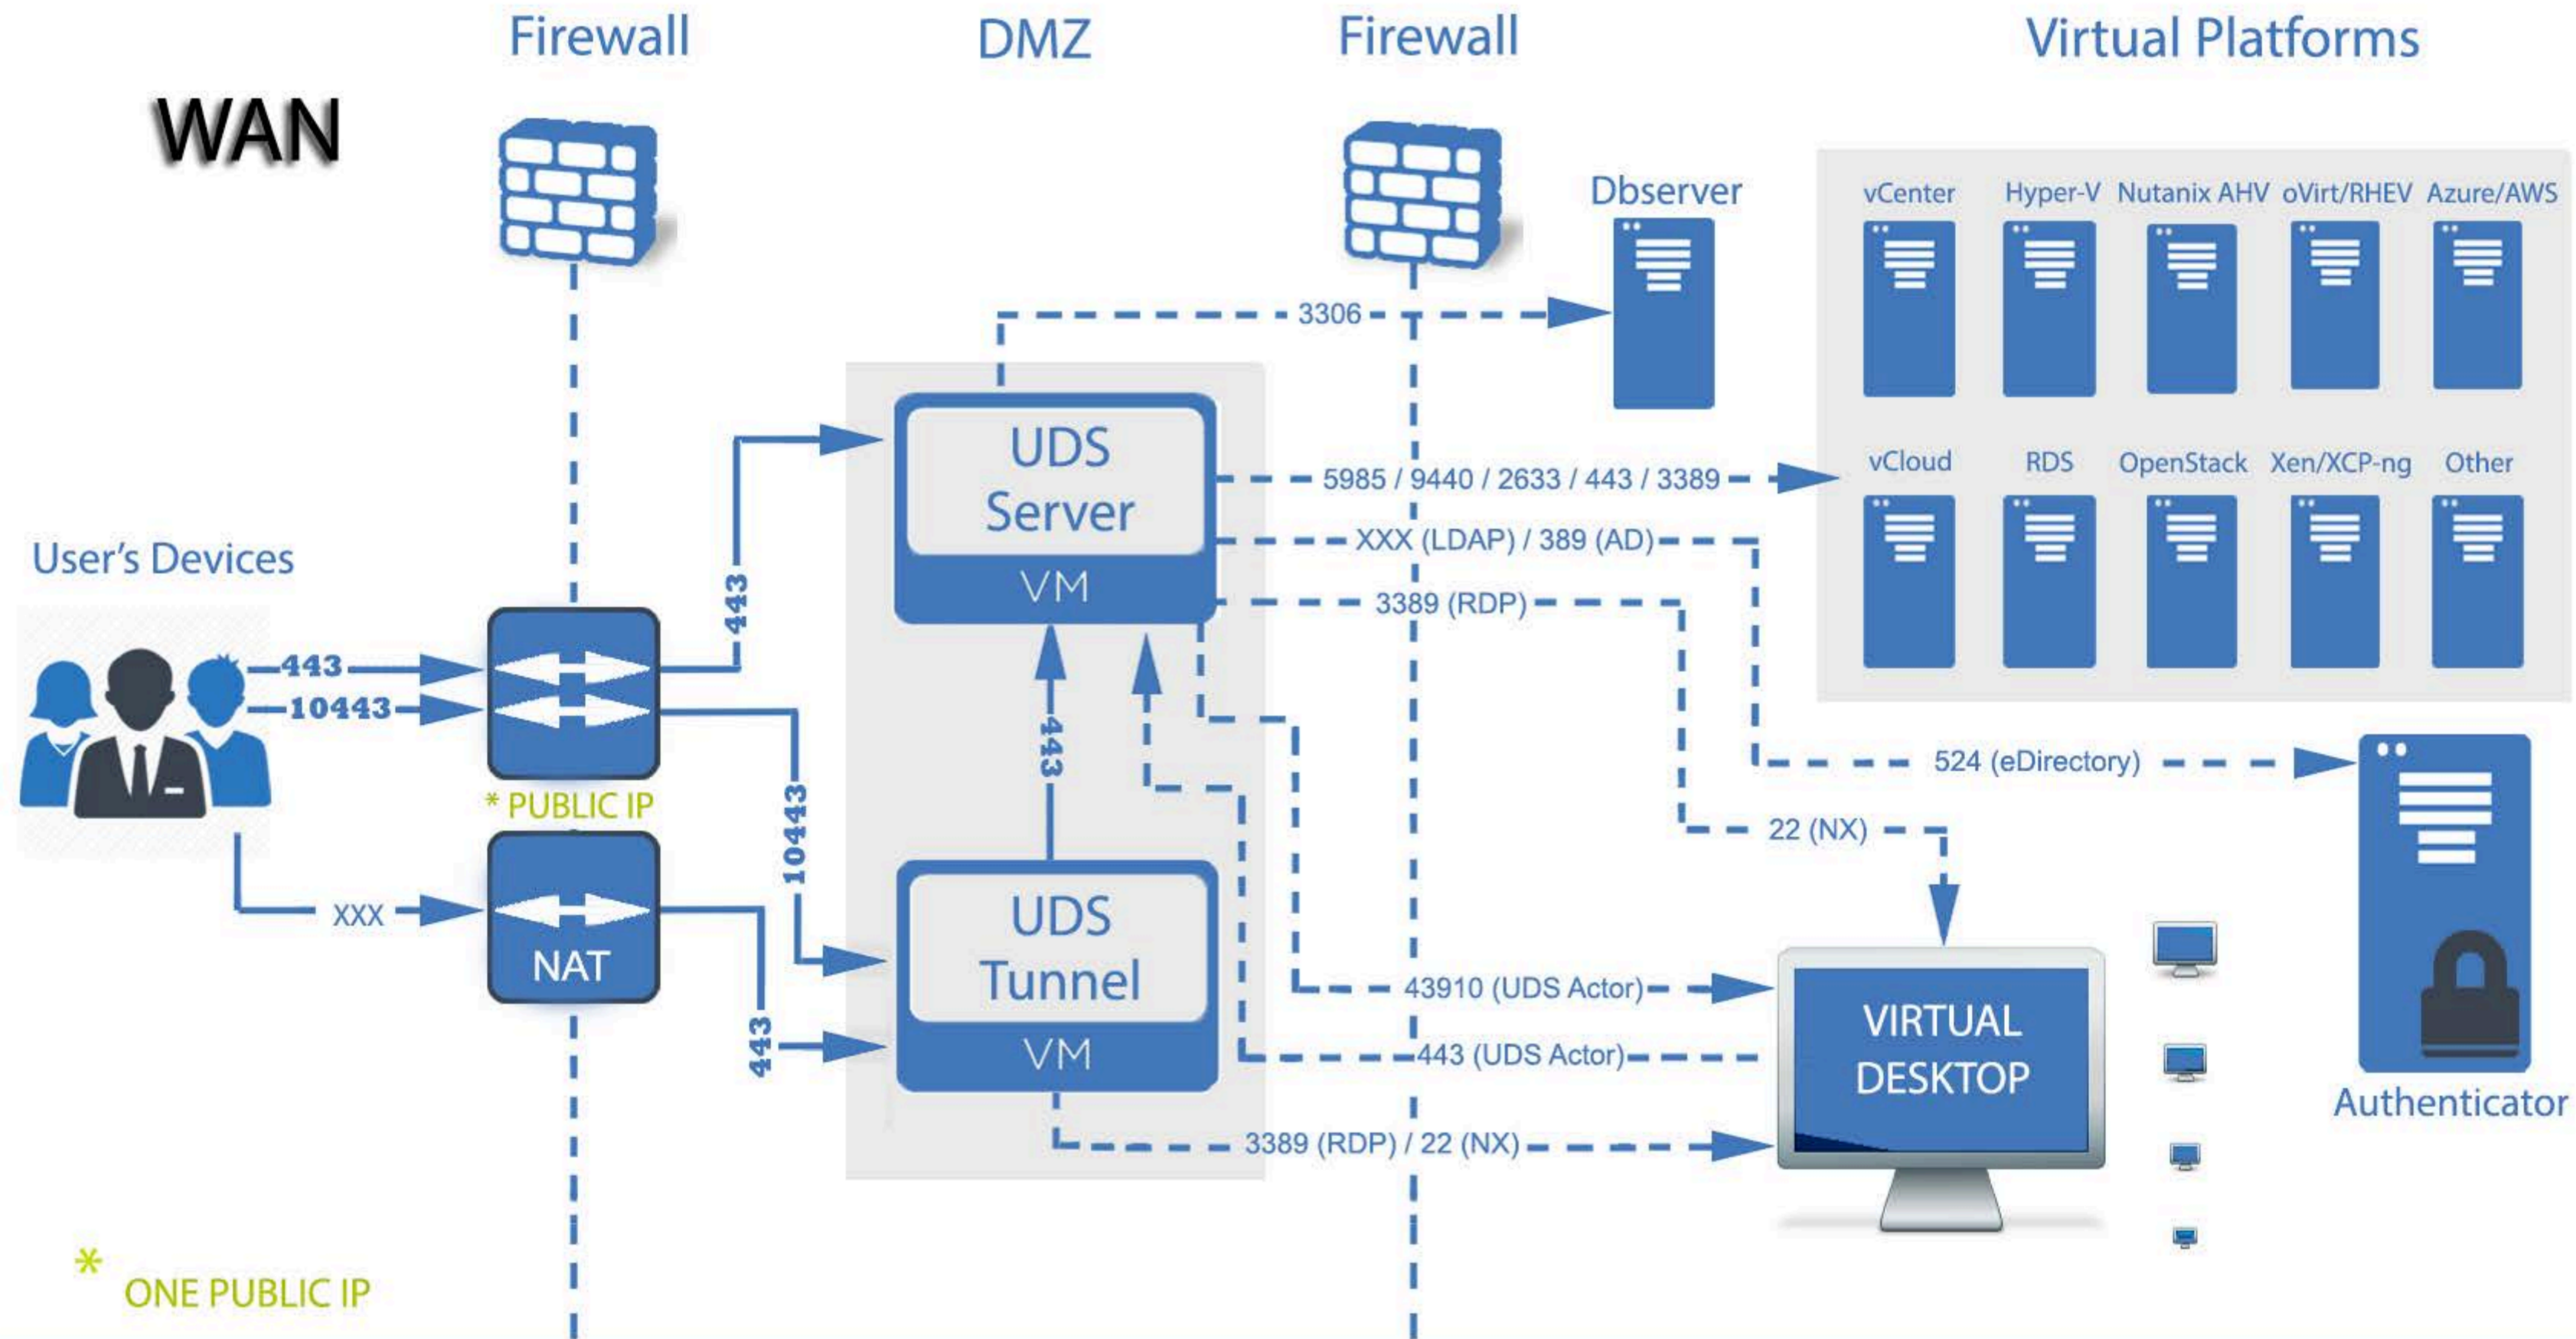 Firewall
DMZ
Firewall
Virtual Platforms
WAN
Dbserver
vCenter
Hyper-V
Nutanix AHV
oVirt/RHEV
Azure/AWS
3306
UDS
Server
VM
5985 / 9440 / 2633 / 443 / 3389
vCloud
RDS
OpenStack
Xen/XCP-ng
Other
XXX (LDAP) / 389 (AD)
3389 (RDP)
User's Devices
443
443
10443
* PUBLIC IP
443
10443
524 (eDirectory)
22 (NX)
XXX
NAT
443
UDS
Tunnel
VM
43910 (UDS Actor)
443 (UDS Actor)
3389 (RDP) / 22 (NX)
VIRTUAL
DESKTOP
Authenticator
*
ONE PUBLIC IP